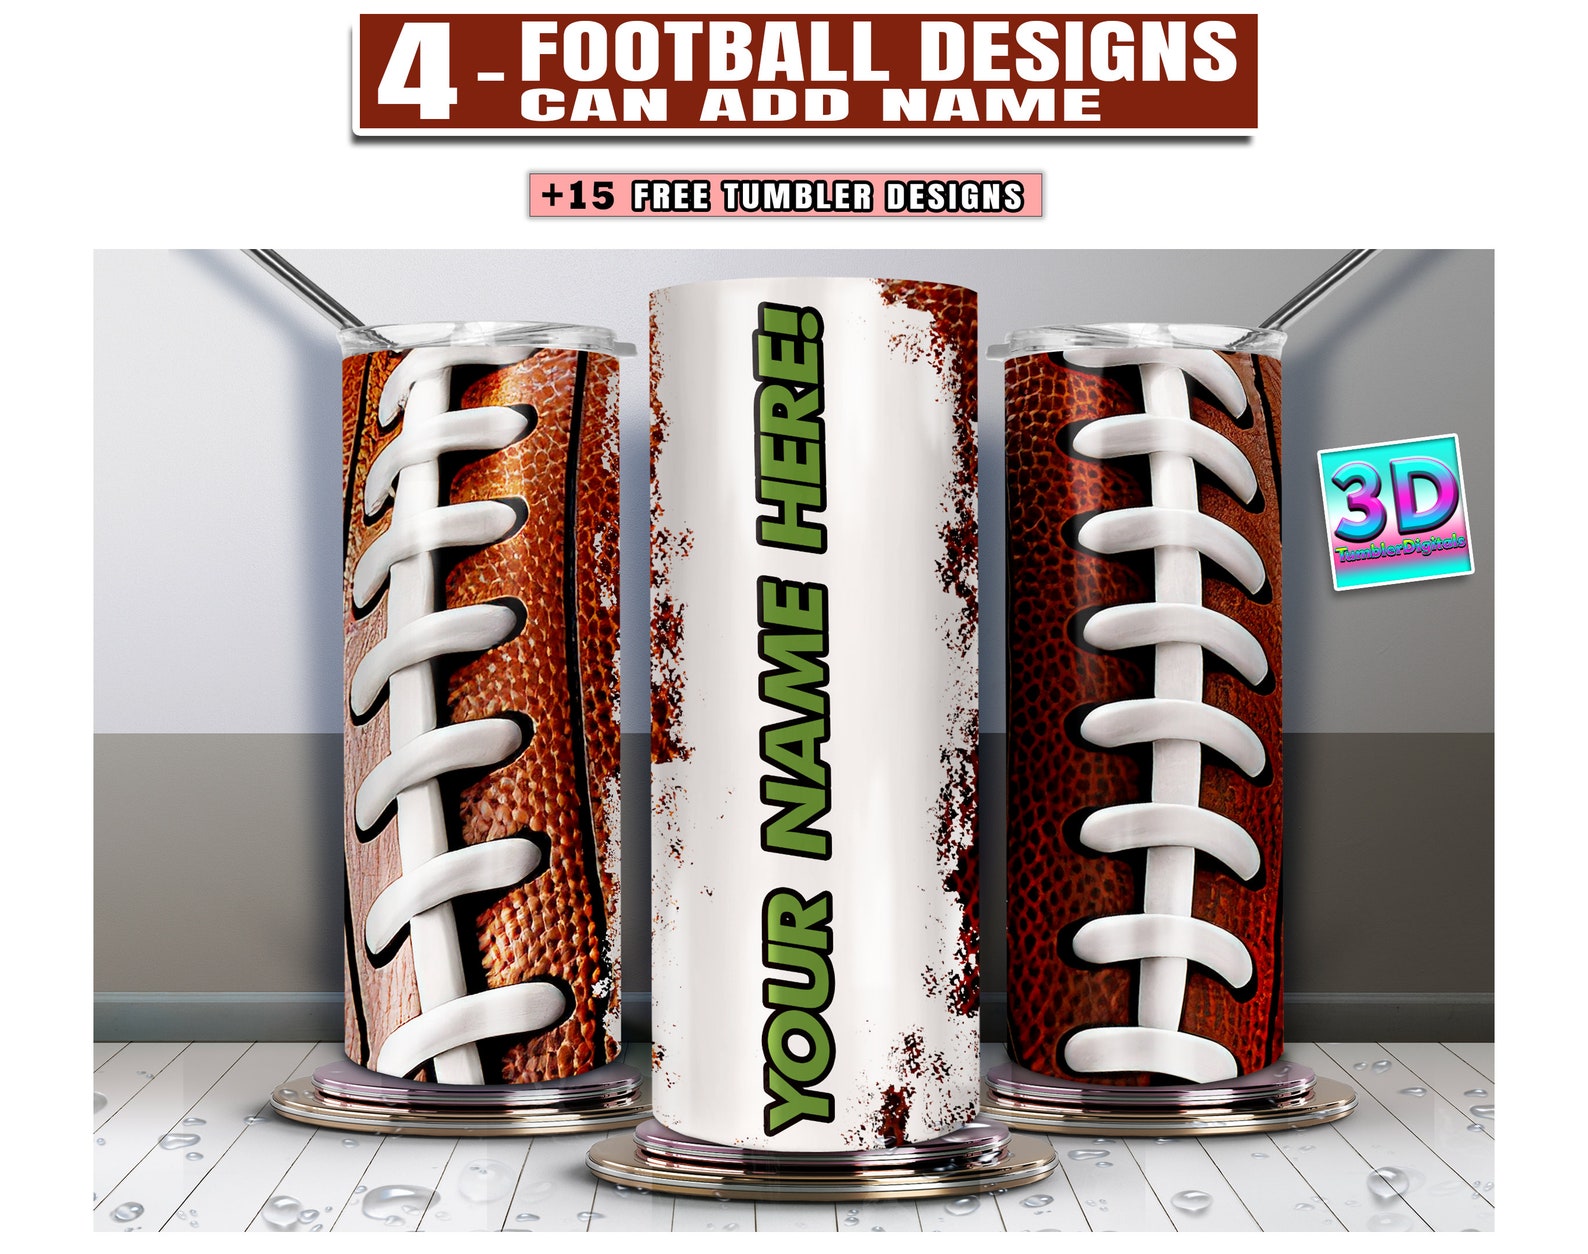 4 - FOOTBALL DESIGNS
CAN ADD NAME
+15 FREE TUMBLER DESIGNS
YOUR NAME HERE!
3D
TumblerDigitals